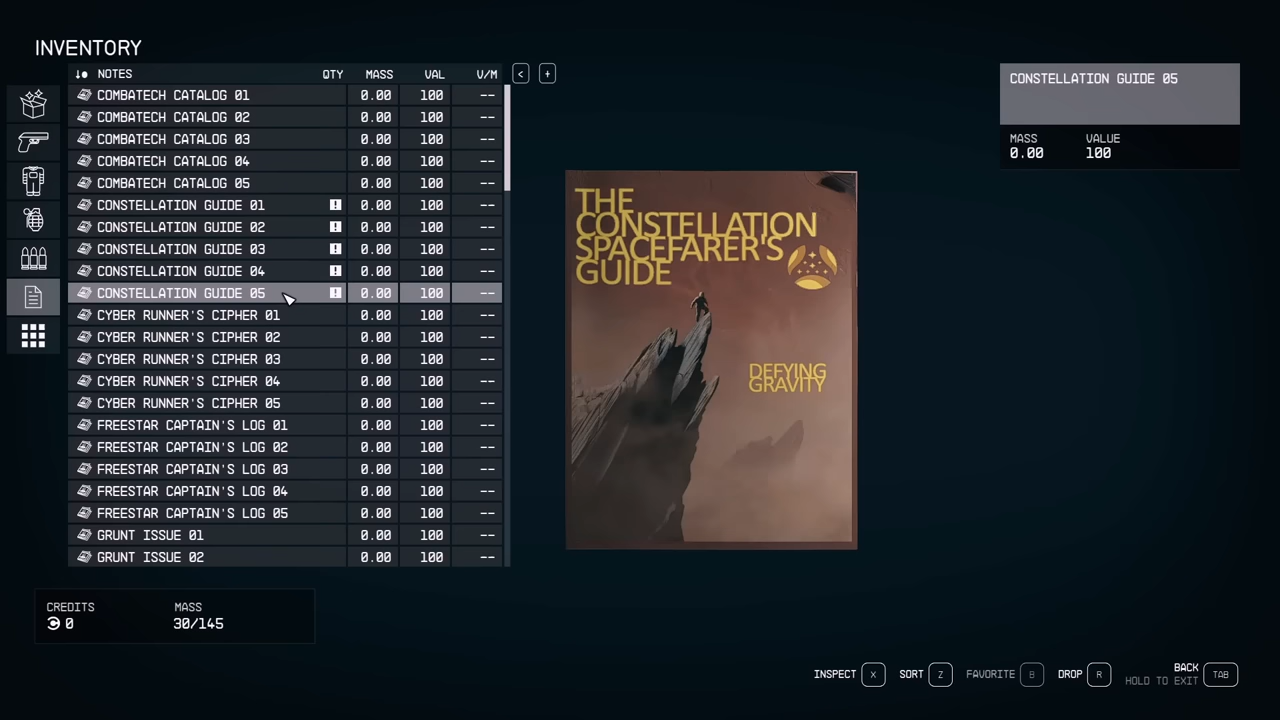 INVENTORY
NOTES QTY MASS VAL V/M < +
COMBATECH CATALOG 01 0.00 100 --
COMBATECH CATALOG 02 0.00 100 --
COMBATECH CATALOG 03 0.00 100 --
COMBATECH CATALOG 04 0.00 100 --
COMBATECH CATALOG 05 0.00 100 --
CONSTELLATION GUIDE 01 ! 0.00 100 --
CONSTELLATION GUIDE 02 ! 0.00 100 --
CONSTELLATION GUIDE 03 ! 0.00 100 --
CONSTELLATION GUIDE 04 ! 0.00 100 --
CONSTELLATION GUIDE 05 ! 0.00 100 --
CYBER RUNNER'S CIPHER 01 0.00 100 --
CYBER RUNNER'S CIPHER 02 0.00 100 --
CYBER RUNNER'S CIPHER 03 0.00 100 --
CYBER RUNNER'S CIPHER 04 0.00 100 --
CYBER RUNNER'S CIPHER 05 0.00 100 --
FREESTAR CAPTAIN'S LOG 01 0.00 100 --
FREESTAR CAPTAIN'S LOG 02 0.00 100 --
FREESTAR CAPTAIN'S LOG 03 0.00 100 --
FREESTAR CAPTAIN'S LOG 04 0.00 100 --
FREESTAR CAPTAIN'S LOG 05 0.00 100 --
GRUNT ISSUE 01 0.00 100 --
GRUNT ISSUE 02 0.00 100 --
THE
CONSTELLATION
SPACEFARER'S
GUIDE
DEFYING
GRAVITY
CONSTELLATION GUIDE 05
MASS VALUE
0.00 100
CREDITS MASS
0 30/145
INSPECT X SORT Z FAVORITE B DROP R BACK TAB
HOLD TO EXIT